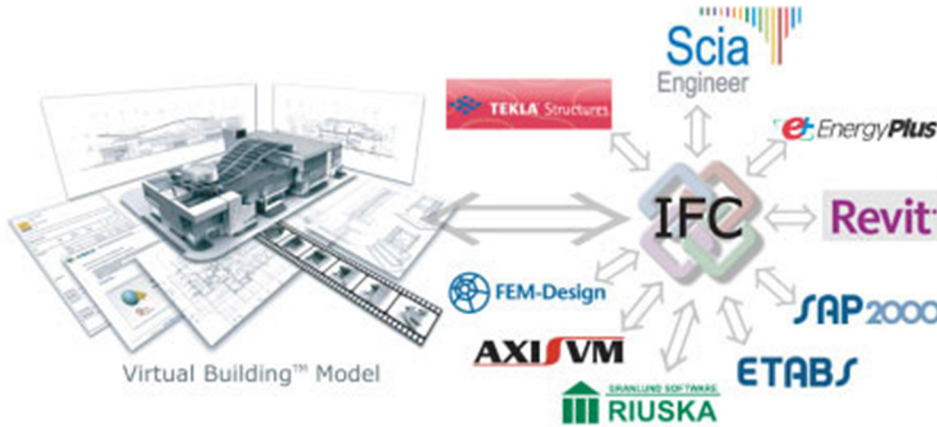 Scia
Engineer
TEKLA Structures
e+ EnergyPlus
IFC
Revit
FEM-Design
SAP2000
AXISVM
ETABS
GRANLUND SOFTWARE
RIUSKA
Virtual Building™ Model